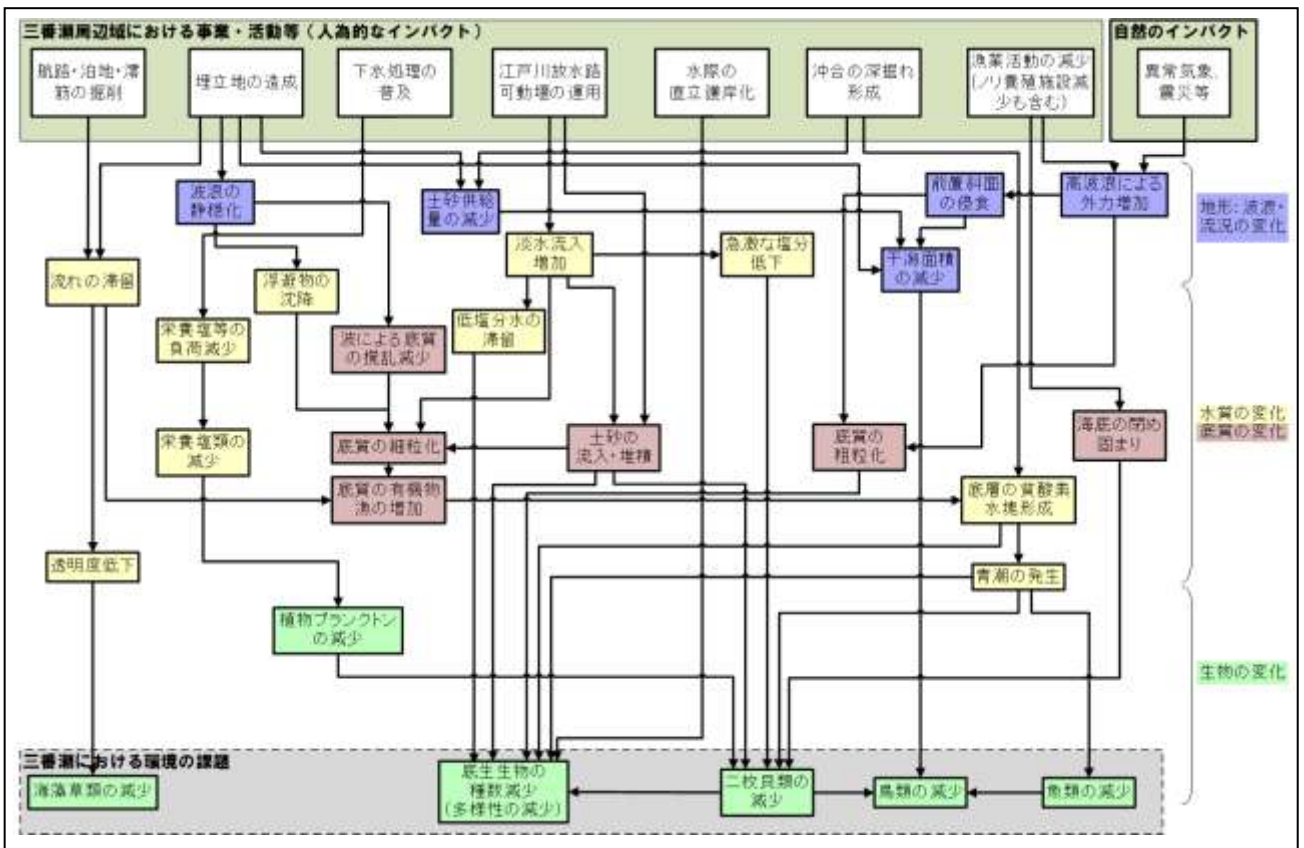 三番瀬周辺域における事業・活動等（人為的なインパクト）
自然のインパクト
航路・泊地・澪
筋の掘削
埋立地の造成
下水処理の
普及
江戸川放水路
可動堰の運用
水際の
直立護岸化
沖合の深掘れ
形成
漁業活動の減少
(ノリ養殖施設減
少も含む)
異常気象、
震災等
波浪の
静穏化
土砂供給
量の減少
前置斜面
の侵食
高波浪による
外力増加
地形・波浪・
流況の変化
流れの滞留
浮遊物の
沈降
淡水流入
増加
急激な塩分
低下
干潟面積
の減少
栄養塩等の
負荷減少
波による底質
の撹乱減少
低塩分水の
滞留
栄養塩類の
減少
底質の細粒化
土砂の
流入・堆積
底質の
粗粒化
海底の閉め
固まり
水質の変化
底質の変化
底質の有機物
源の増加
底層の貧酸素
水塊形成
透明度低下
青潮の発生
植物プランクトン
の減少
生物の変化
三番瀬における環境の課題
海藻草類の減少
底生生物の
種数減少
(多様性の減少)
二枚貝類の
減少
鳥類の減少
魚類の減少